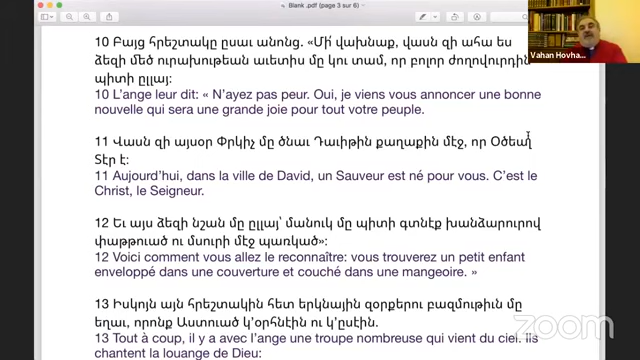 Blank .pdf (page 3 sur 6)
Vahan Hovha...
10 Բայց հրեշտակը ըսաւ անոնց. «Մի՛ վախնաք, վասն զի ահա ես
ձեզի մեծ ուրախութեան աւետիս մը կու տամ, որ բոլոր ժողովուրդին
պիտի ըլլայ:
10 L'ange leur dit: « N'ayez pas peur. Oui, je viens vous annoncer une bonne
nouvelle qui sera une grande joie pour tout votre peuple.
11 Վասն զի այսօր Փրկիչ մը ծնաւ Դաւիթին քաղաքին մէջ, որ Օծեալ
Տէր է:
11 Aujourd'hui, dans la ville de David, un Sauveur est né pour vous. C'est le
Christ, le Seigneur.
12 Եւ այս ձեզի նշան մը ըլլայ՝ մանուկ մը պիտի գտնէք խանձարուրով
փաթթուած ու մսուրի մէջ պառկած»:
12 Voici comment vous allez le reconnaître: vous trouverez un petit enfant
enveloppé dans une couverture et couché dans une mangeoire. »
13 Իսկոյն այն հրեշտակին հետ երկնային զօրքերու բազմութիւն մը
եղաւ, որոնք Աստուած կ'օրհնէին ու կ'ըսէին.
zoom
13 Tout à coup, il y a avec l'ange une troupe nombreuse qui vient du ciel. Ils
chantent la louange de Dieu: